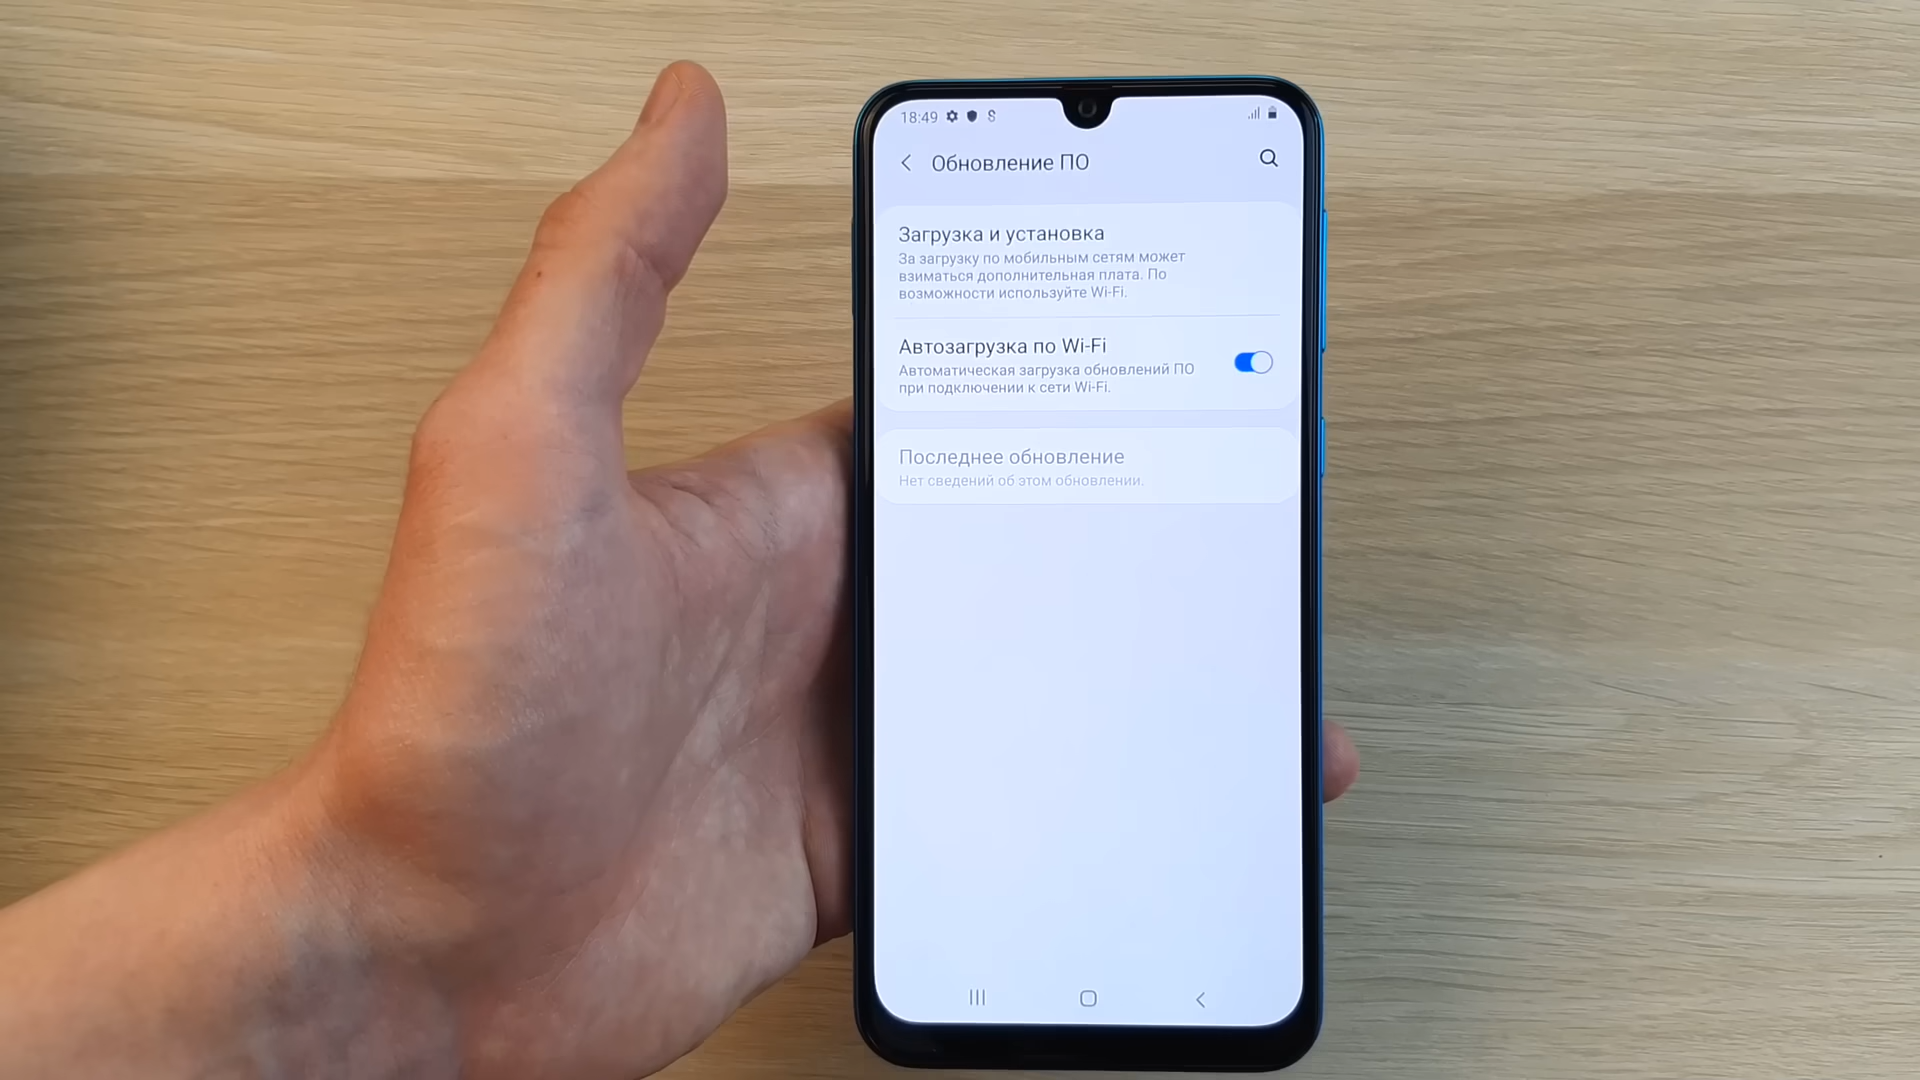 18:49
Обновление ПО
Загрузка и установка
За загрузку по мобильным сетям может
взиматься дополнительная плата. По
возможности используйте Wi-Fi.
Автозагрузка по Wi-Fi
Автоматическая загрузка обновлений ПО
при подключении к сети Wi-Fi.
Последнее обновление
Нет сведений об этом обновлении.